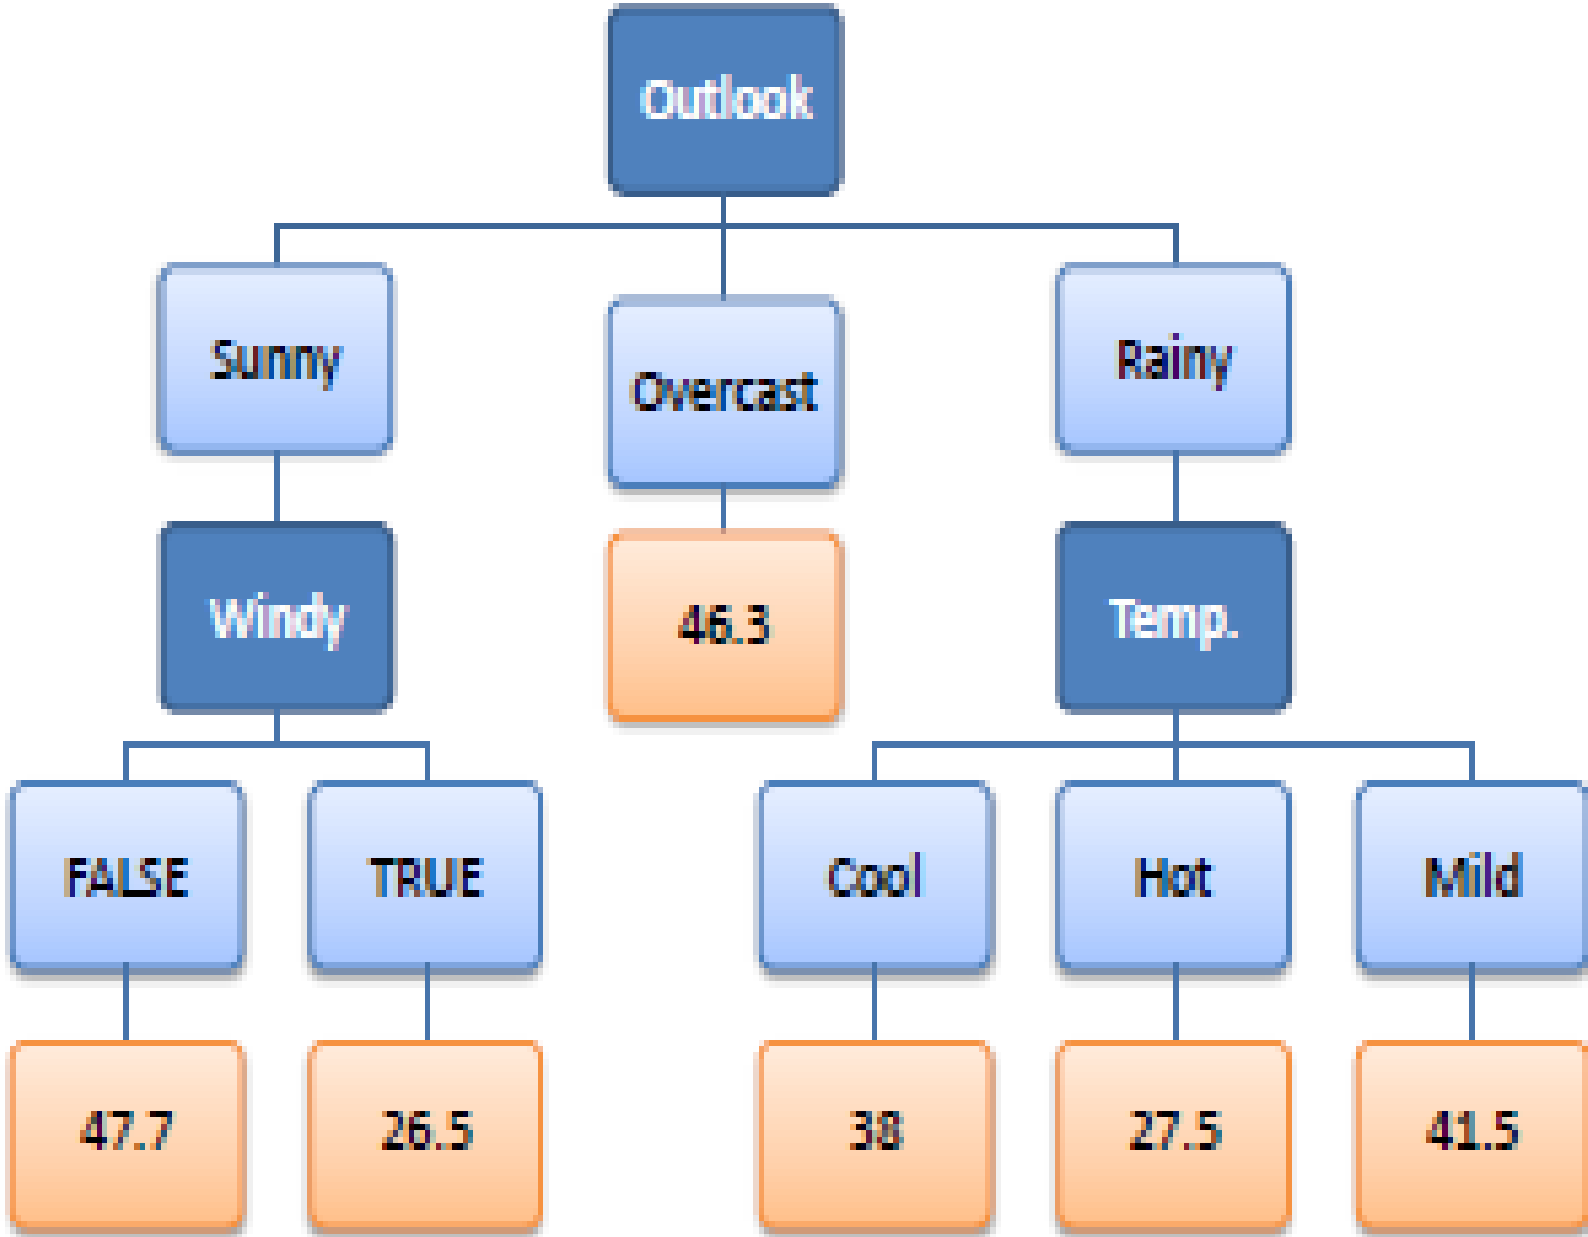 Outlook
Sunny
Overcast
Rainy
Windy
46.3
Temp.
FALSE
TRUE
Cool
Hot
Mild
47.7
26.5
38
27.5
41.5